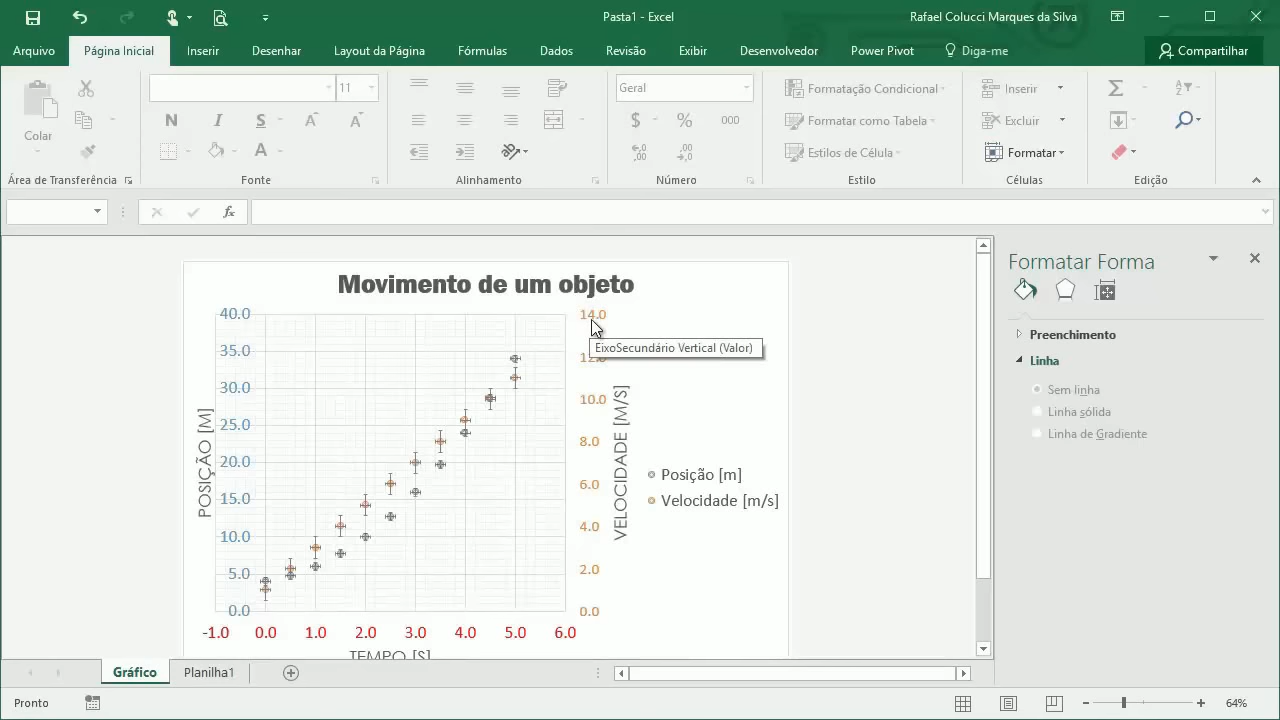 Pasta1 - Excel
Rafael Colucci Marques da Silva
Arquivo
Página Inicial
Inserir
Desenhar
Layout da Página
Fórmulas
Dados
Revisão
Exibir
Desenvolvedor
Power Pivot
Diga-me
Compartilhar
Colar
Área de Transferência
11
N I S A A
A
Fonte
Alinhamento
Geral
$ % 000
Número
Formatação Condicional
Formatar como Tabela
Estilos de Célula
Estilo
Inserir
Excluir
Formatar
Células
Edição
fx
Movimento de um objeto
40.0
35.0
30.0
25.0
20.0
15.0
10.0
5.0
0.0
POSIÇÃO [M]
-1.0 0.0 1.0 2.0 3.0 4.0 5.0 6.0
TEMPO [S]
14.0
12.0
10.0
8.0
6.0
4.0
2.0
0.0
VELOCIDADE [M/S]
EixoSecundário Vertical (Valor)
Posição [m]
Velocidade [m/s]
Formatar Forma
Preenchimento
Linha
Sem linha
Linha sólida
Linha de Gradiente
Gráfico
Planilha1
Pronto
64%